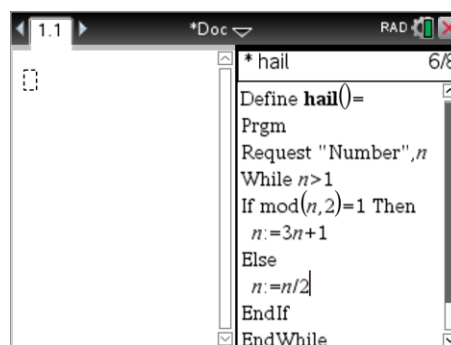 1.1 *Doc RAD
* hail 6/8
Define hail()=
Prgm
Request "Number",n
While n>1
If mod(n,2)=1 Then
n:=3n+1
Else
n:=n/2
EndIf
EndWhile